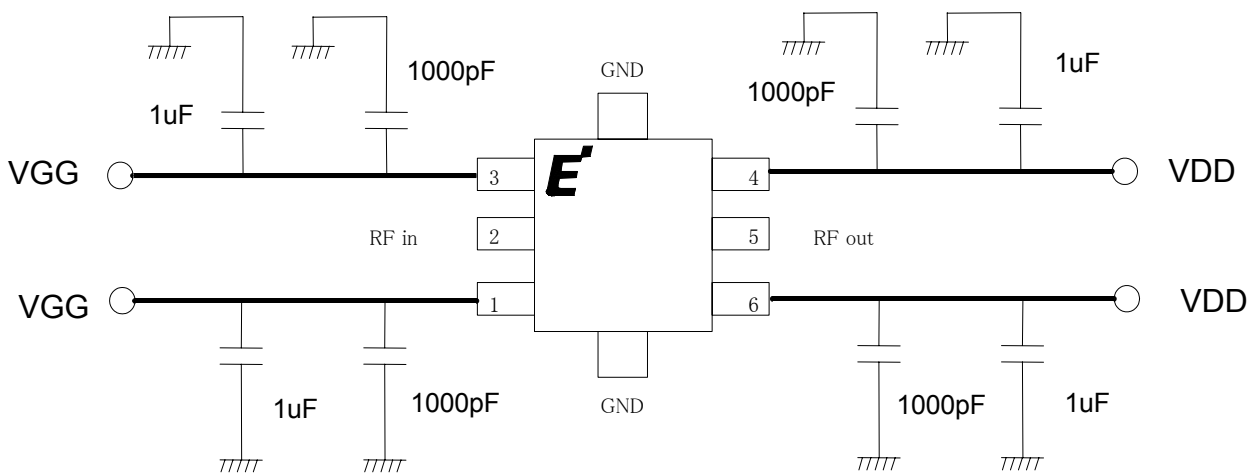 GND
1000pF
1uF
1uF
1000pF
VGG
3
E
4
VDD
RF in
2
5
RF out
VGG
1
6
VDD
1uF
1000pF
GND
1000pF
1uF